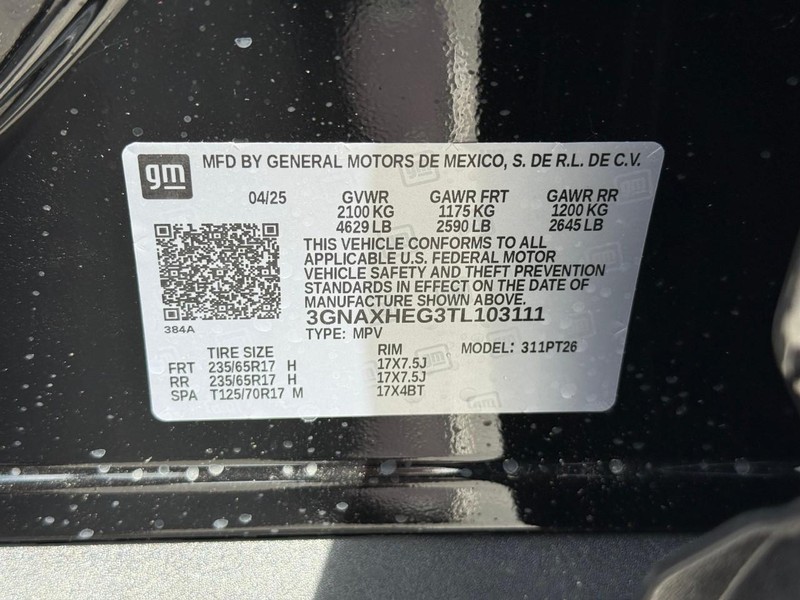 gm MFD BY GENERAL MOTORS DE MEXICO, S. DE R.L. DE C.V.
04/25 GVWR GAWR FRT GAWR RR
2100 KG 1175 KG 1200 KG
4629 LB 2590 LB 2645 LB
THIS VEHICLE CONFORMS TO ALL
APPLICABLE U.S. FEDERAL MOTOR
VEHICLE SAFETY AND THEFT PREVENTION
STANDARDS IN EFFECT ON THE DATE OF
MANUFACTURE SHOWN ABOVE.
3GNAXHEG3TL103111
384A
TYPE: MPV
TIRE SIZE RIM MODEL: 311PT26
FRT 235/65R17 H 17X7.5J
RR 235/65R17 H 17X7.5J
SPA T125/70R17 M 17X4BT